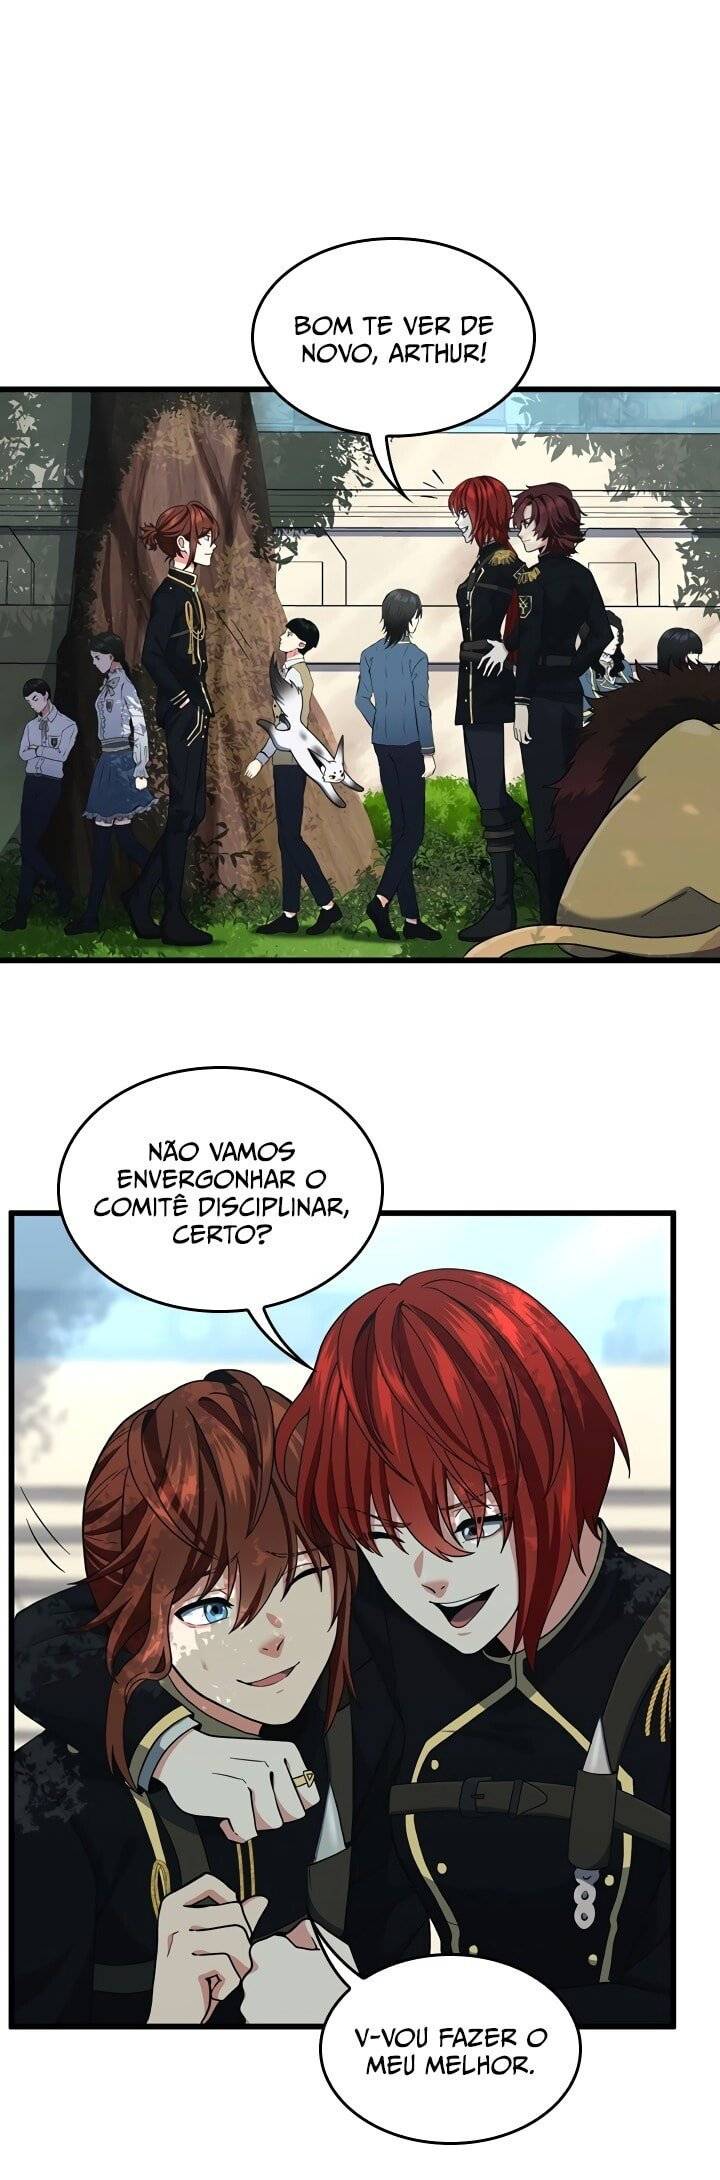 BOM TE VER DE
NOVO, ARTHUR!
NÃO VAMOS
ENVERGONHAR O
COMITÊ DISCIPLINAR,
CERTO?
V-VOU FAZER O
MEU MELHOR.